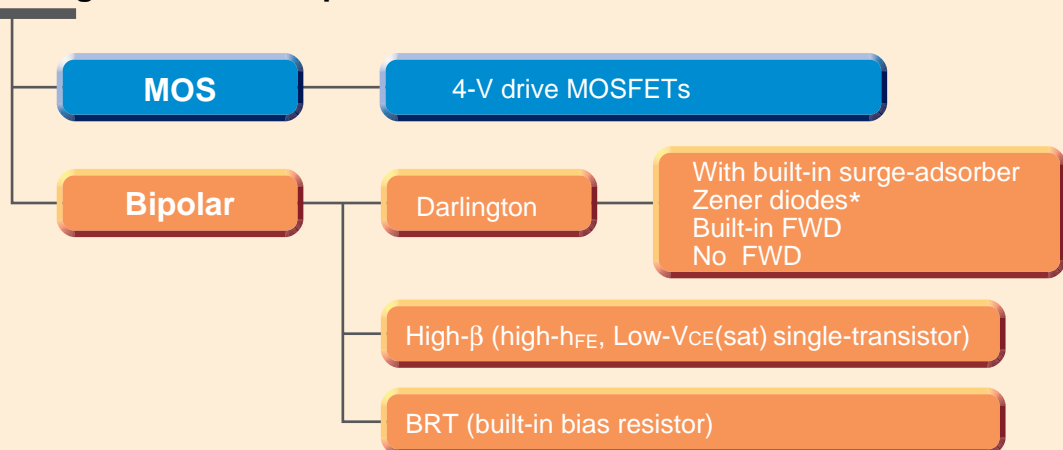 MOS
4-V drive MOSFETs
Bipolar
Darlington
With built-in surge-adsorber
Zener diodes*
Built-in FWD
No FWD
High-β (high-hFE, Low-VCE(sat) single-transistor)
BRT (built-in bias resistor)